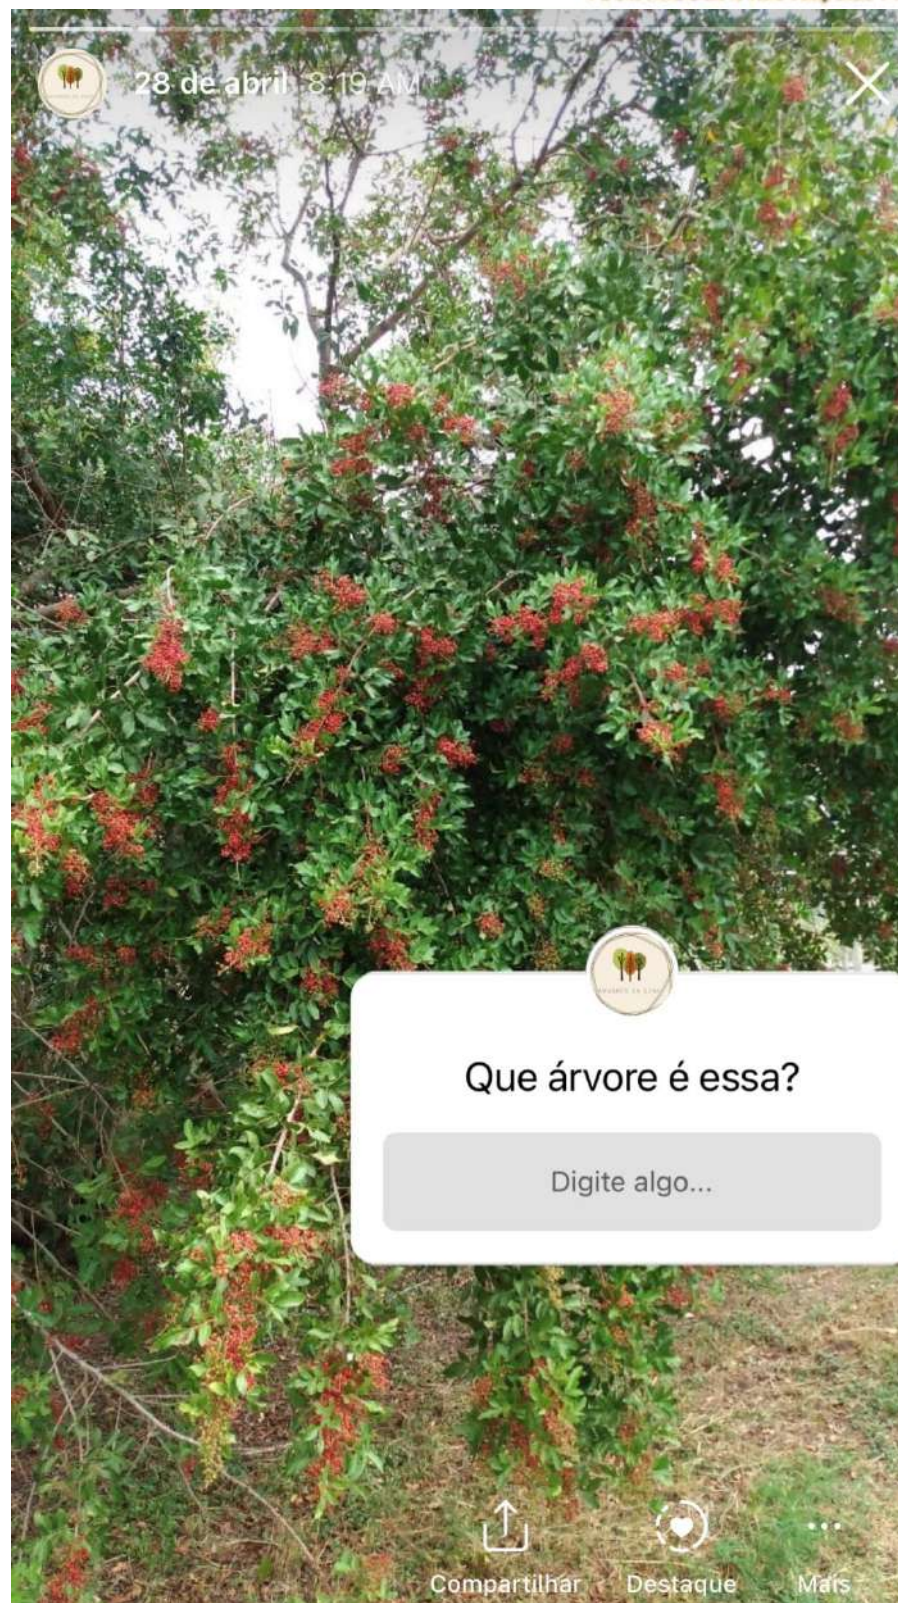 28 de abril 8:19 AM
Que árvore é essa?
Digite algo...
Compartilhar Destaque Mais